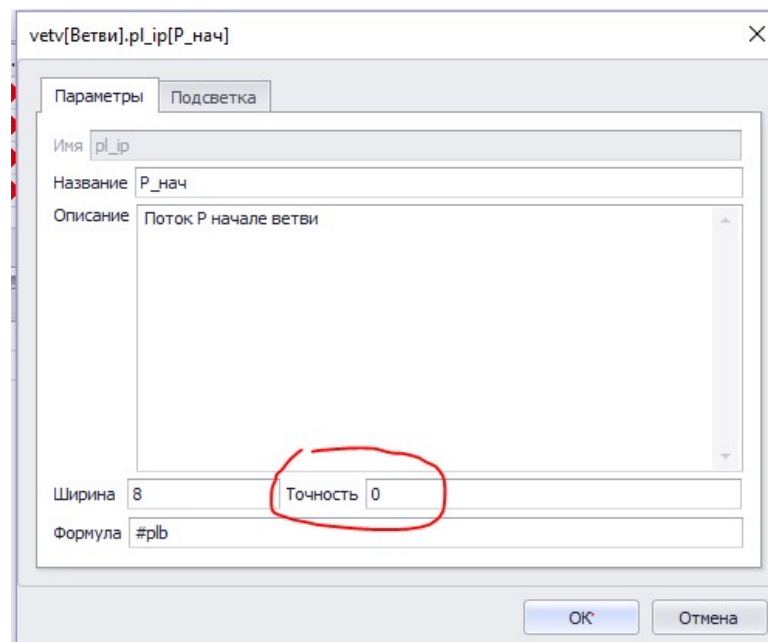 vetv[Ветви].pl_ip[P_нач]
Параметры Подсветка
Имя pl_ip
Название P_нач
Описание Поток P начале ветви
Ширина 8 Точность 0
Формула #plb
OK Отмена